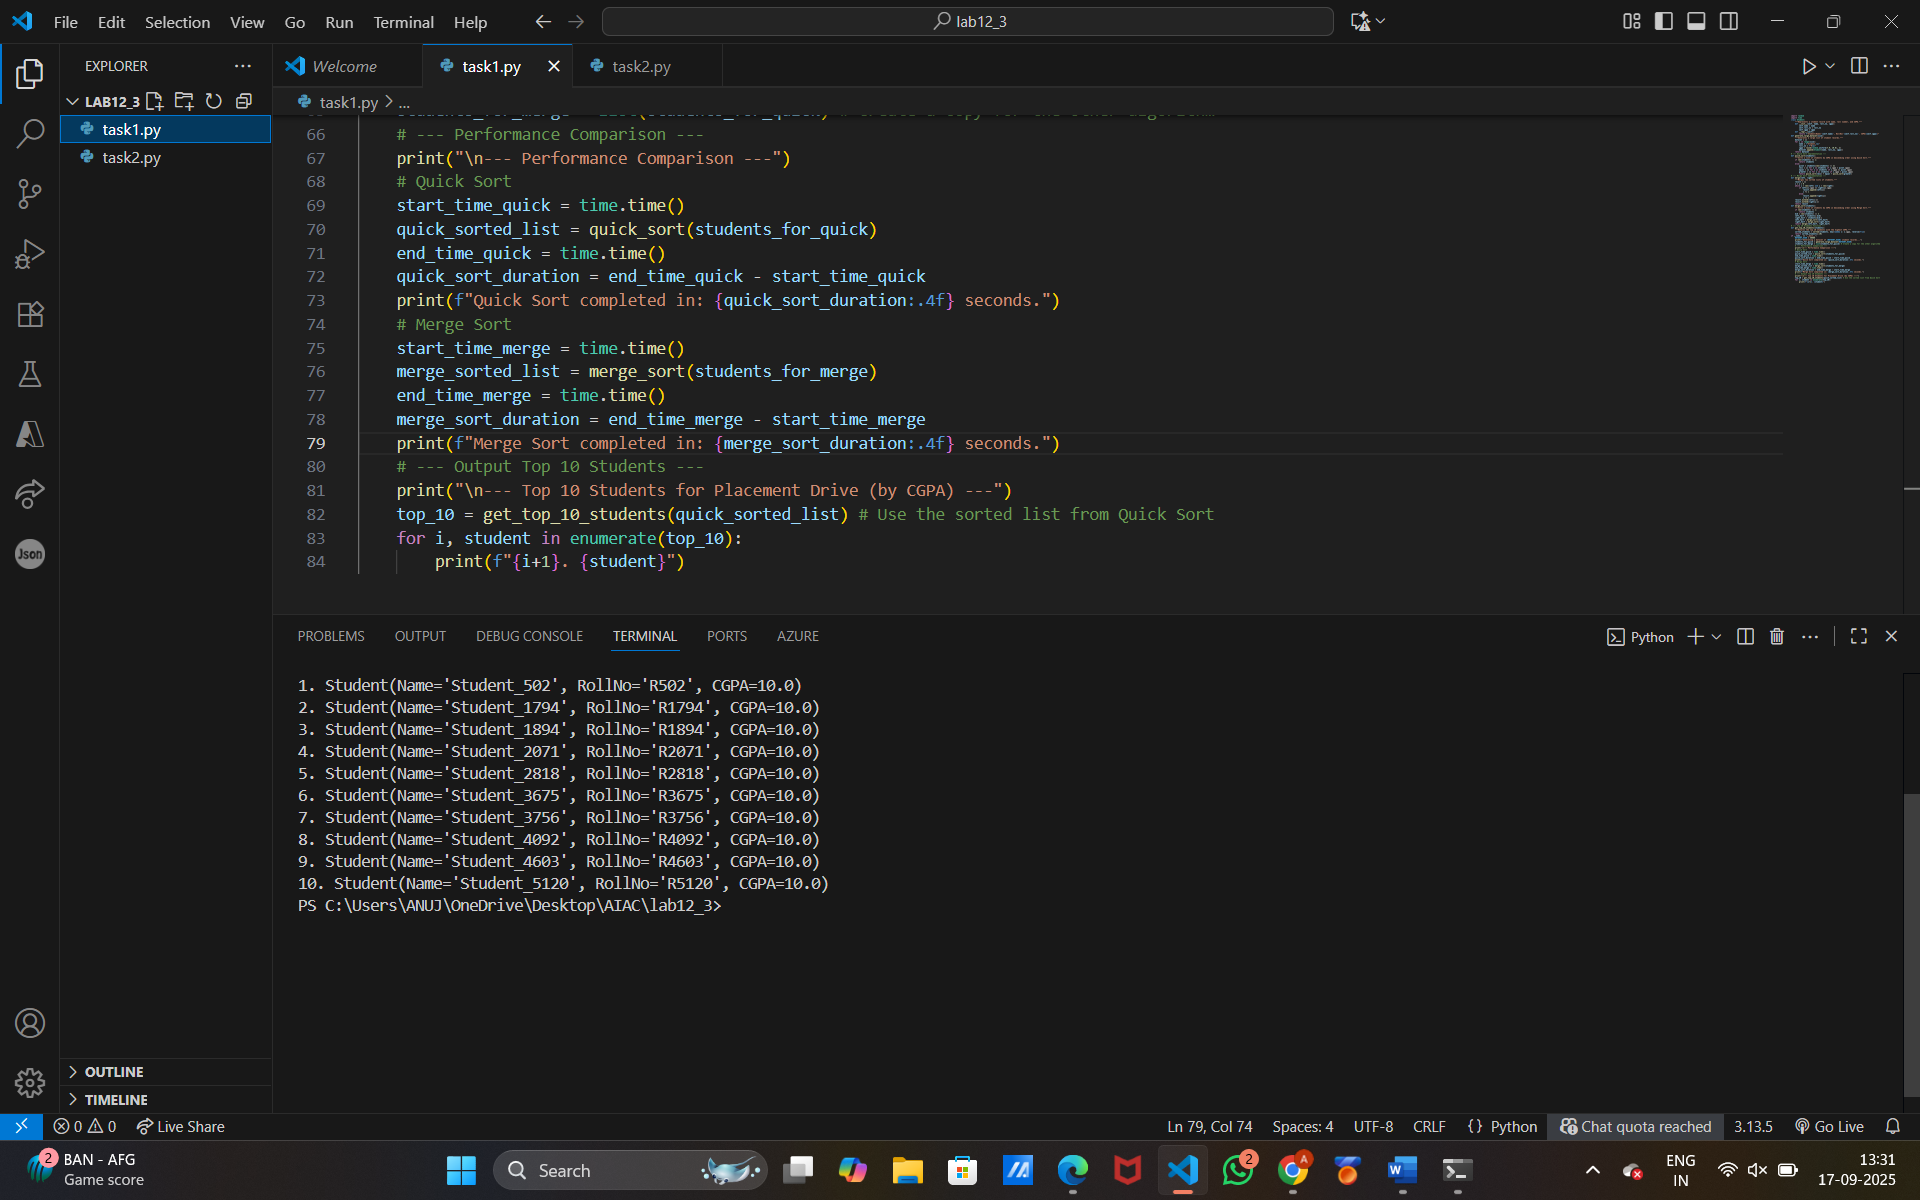 File Edit Selection View Go Run Terminal Help
lab12_3
EXPLORER
LAB12_3
task1.py
task2.py
OUTLINE
TIMELINE
Welcome
task1.py
task2.py
task1.py > ...
66 # --- Performance Comparison ---
67 print("\n--- Performance Comparison ---")
68 # Quick Sort
69 start_time_quick = time.time()
70 quick_sorted_list = quick_sort(students_for_quick)
71 end_time_quick = time.time()
72 quick_sort_duration = end_time_quick - start_time_quick
73 print(f"Quick Sort completed in: {quick_sort_duration:.4f} seconds.")
74 # Merge Sort
75 start_time_merge = time.time()
76 merge_sorted_list = merge_sort(students_for_merge)
77 end_time_merge = time.time()
78 merge_sort_duration = end_time_merge - start_time_merge
79 print(f"Merge Sort completed in: {merge_sort_duration:.4f} seconds.")
80 # --- Output Top 10 Students ---
81 print("\n--- Top 10 Students for Placement Drive (by CGPA) ---")
82 top_10 = get_top_10_students(quick_sorted_list) # Use the sorted list from Quick Sort
83 for i, student in enumerate(top_10):
84 print(f"{i+1}. {student}")
PROBLEMS OUTPUT DEBUG CONSOLE TERMINAL PORTS AZURE
Python
1. Student(Name='Student_502', RollNo='R502', CGPA=10.0)
2. Student(Name='Student_1794', RollNo='R1794', CGPA=10.0)
3. Student(Name='Student_1894', RollNo='R1894', CGPA=10.0)
4. Student(Name='Student_2071', RollNo='R2071', CGPA=10.0)
5. Student(Name='Student_2818', RollNo='R2818', CGPA=10.0)
6. Student(Name='Student_3675', RollNo='R3675', CGPA=10.0)
7. Student(Name='Student_3756', RollNo='R3756', CGPA=10.0)
8. Student(Name='Student_4092', RollNo='R4092', CGPA=10.0)
9. Student(Name='Student_4603', RollNo='R4603', CGPA=10.0)
10. Student(Name='Student_5120', RollNo='R5120', CGPA=10.0)
PS C:\Users\ANUJ\OneDrive\Desktop\AIAC\lab12_3>
Json
0 0 Live Share
Ln 79, Col 74 Spaces: 4 UTF-8 CRLF {} Python Chat quota reached 3.13.5 Go Live
2 BAN - AFG
Game score
Search
2
A
ENG
IN
13:31
17-09-2025